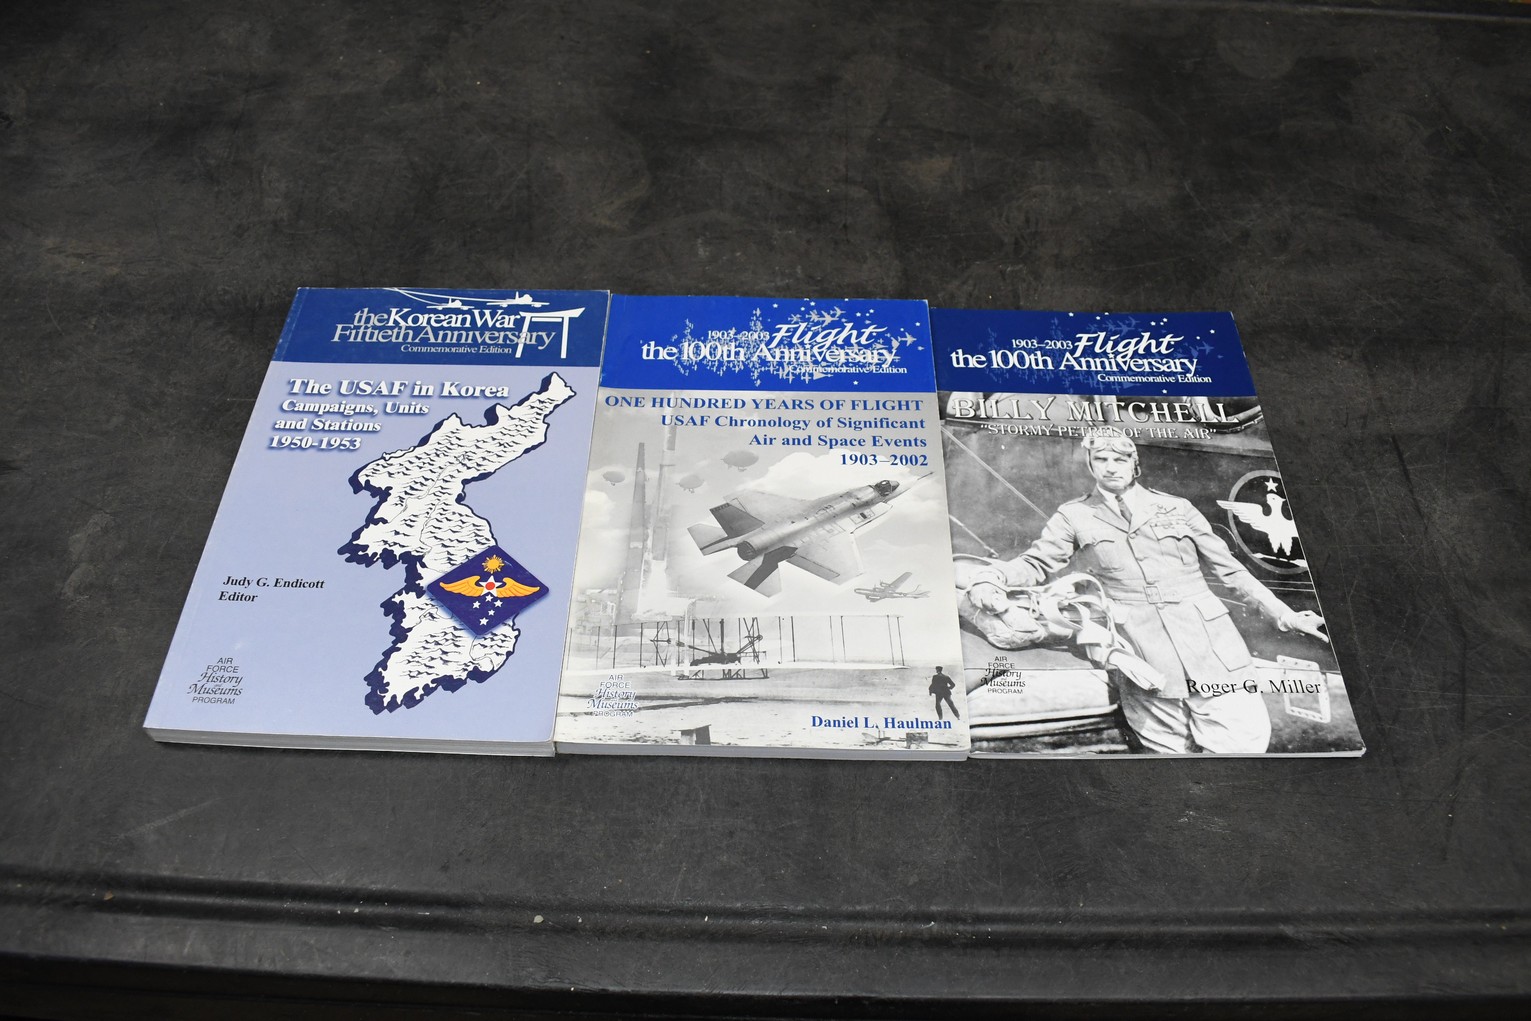 the Korean War
Fiftieth Anniversary
Commemorative Edition
The USAF in Korea
Campaigns, Units
and Stations
1950-1953
Judy G. Endicott
Editor
AIR
FORCE
History
Museums
PROGRAM
1903–2003 Flight
the 100th Anniversary
Commemorative Edition
ONE HUNDRED YEARS OF FLIGHT
USAF Chronology of Significant
Air and Space Events
1903–2002
AIR
FORCE
History
Museums
PROGRAM
Daniel L. Haulman
1903–2003 Flight
the 100th Anniversary
Commemorative Edition
BILLY MITCHELL
"STORMY PETREL OF THE AIR"
AIR
FORCE
History
Museums
PROGRAM
Roger G. Miller